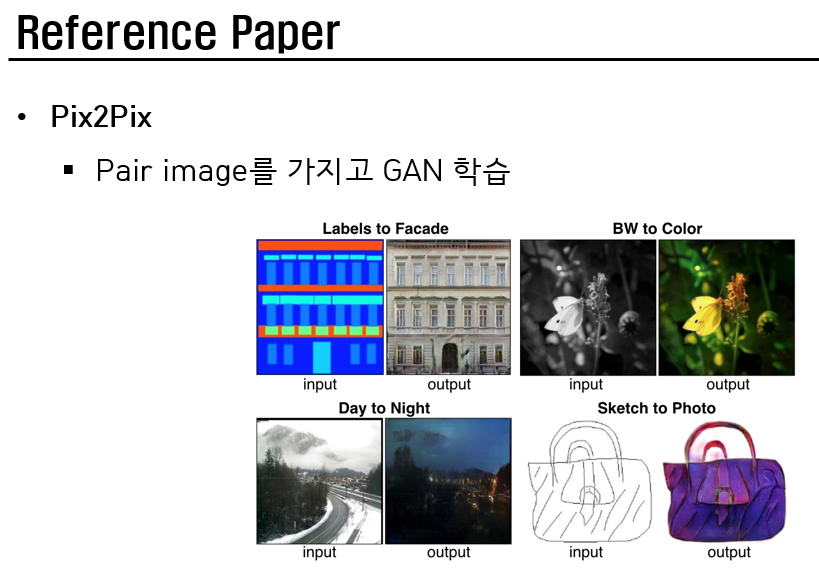 Reference Paper
• Pix2Pix
▪ Pair image를 가지고 GAN 학습
Labels to Facade
BW to Color
input
output
input
output
Day to Night
Sketch to Photo
input
output
input
output